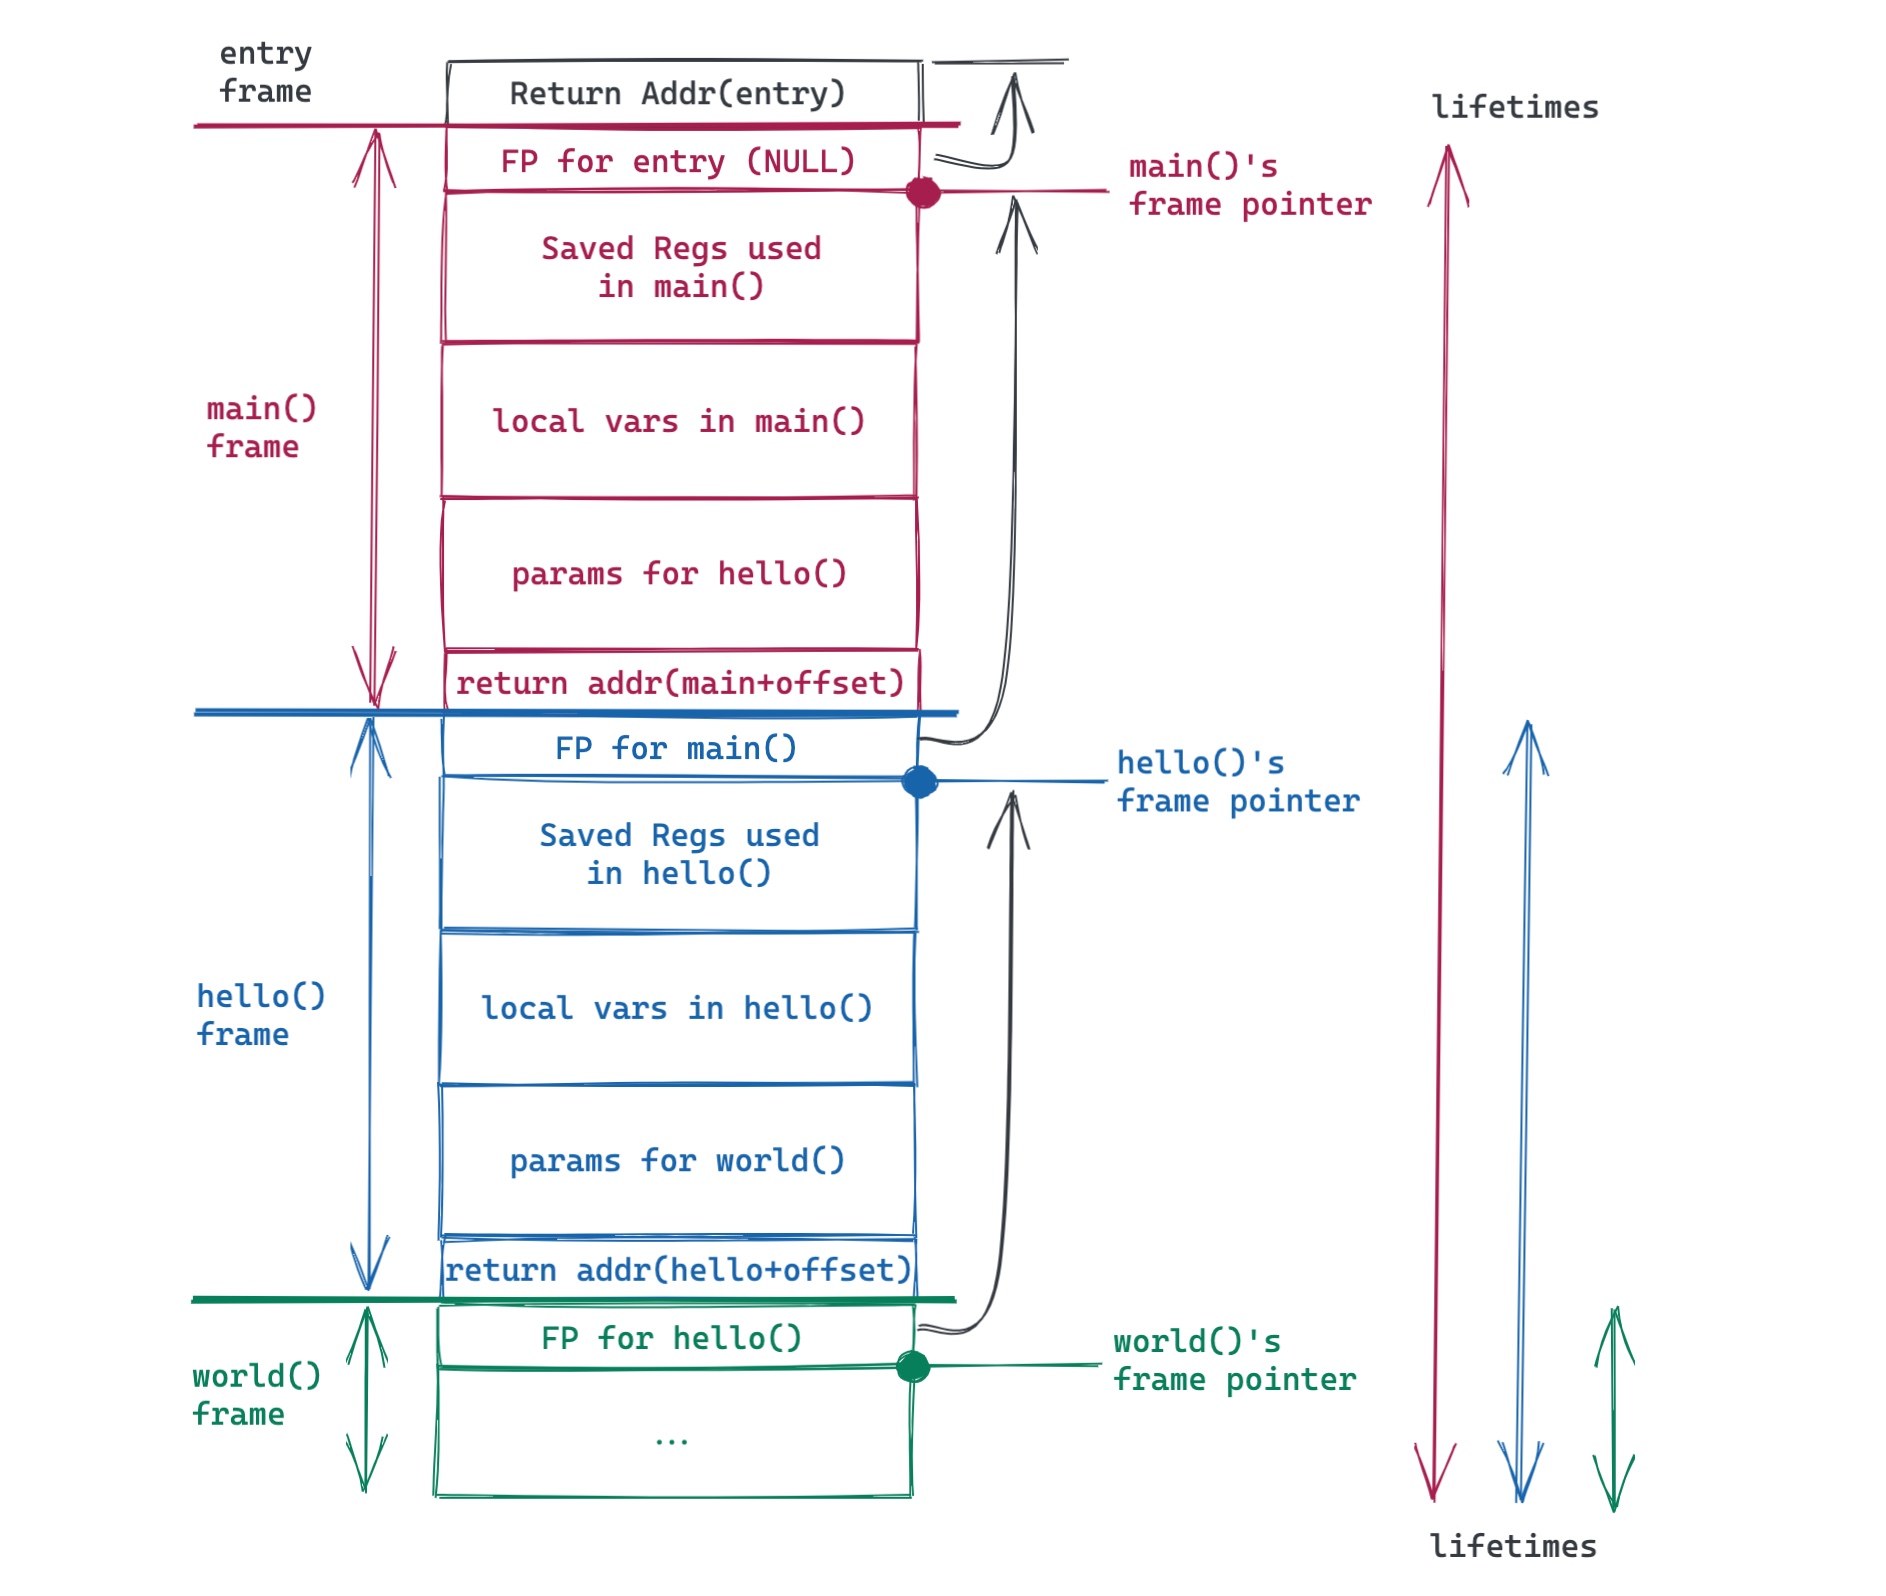 entry
frame
Return Addr(entry)
lifetimes
FP for entry (NULL)
main()'s
frame pointer
Saved Regs used
in main()
main()
frame
local vars in main()
params for hello()
return addr(main+offset)
FP for main()
hello()'s
frame pointer
Saved Regs used
in hello()
hello()
frame
local vars in hello()
params for world()
return addr(hello+offset)
FP for hello()
world()'s
frame pointer
world()
frame
...
lifetimes